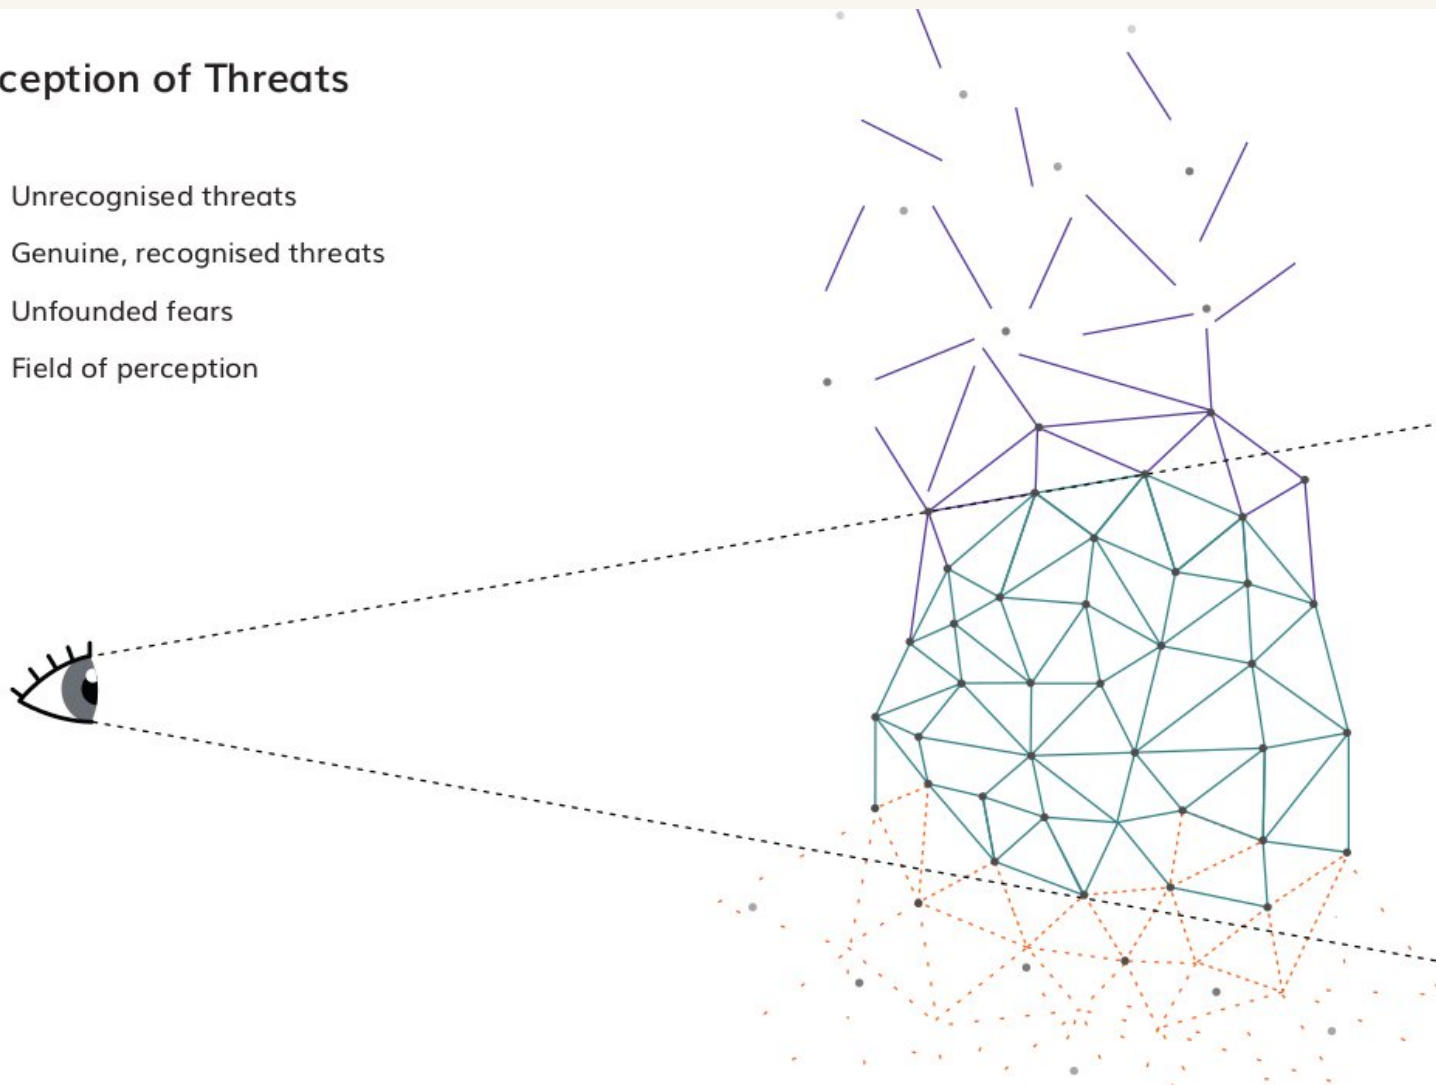 ception of Threats
Unrecognised threats
Genuine, recognised threats
Unfounded fears
Field of perception